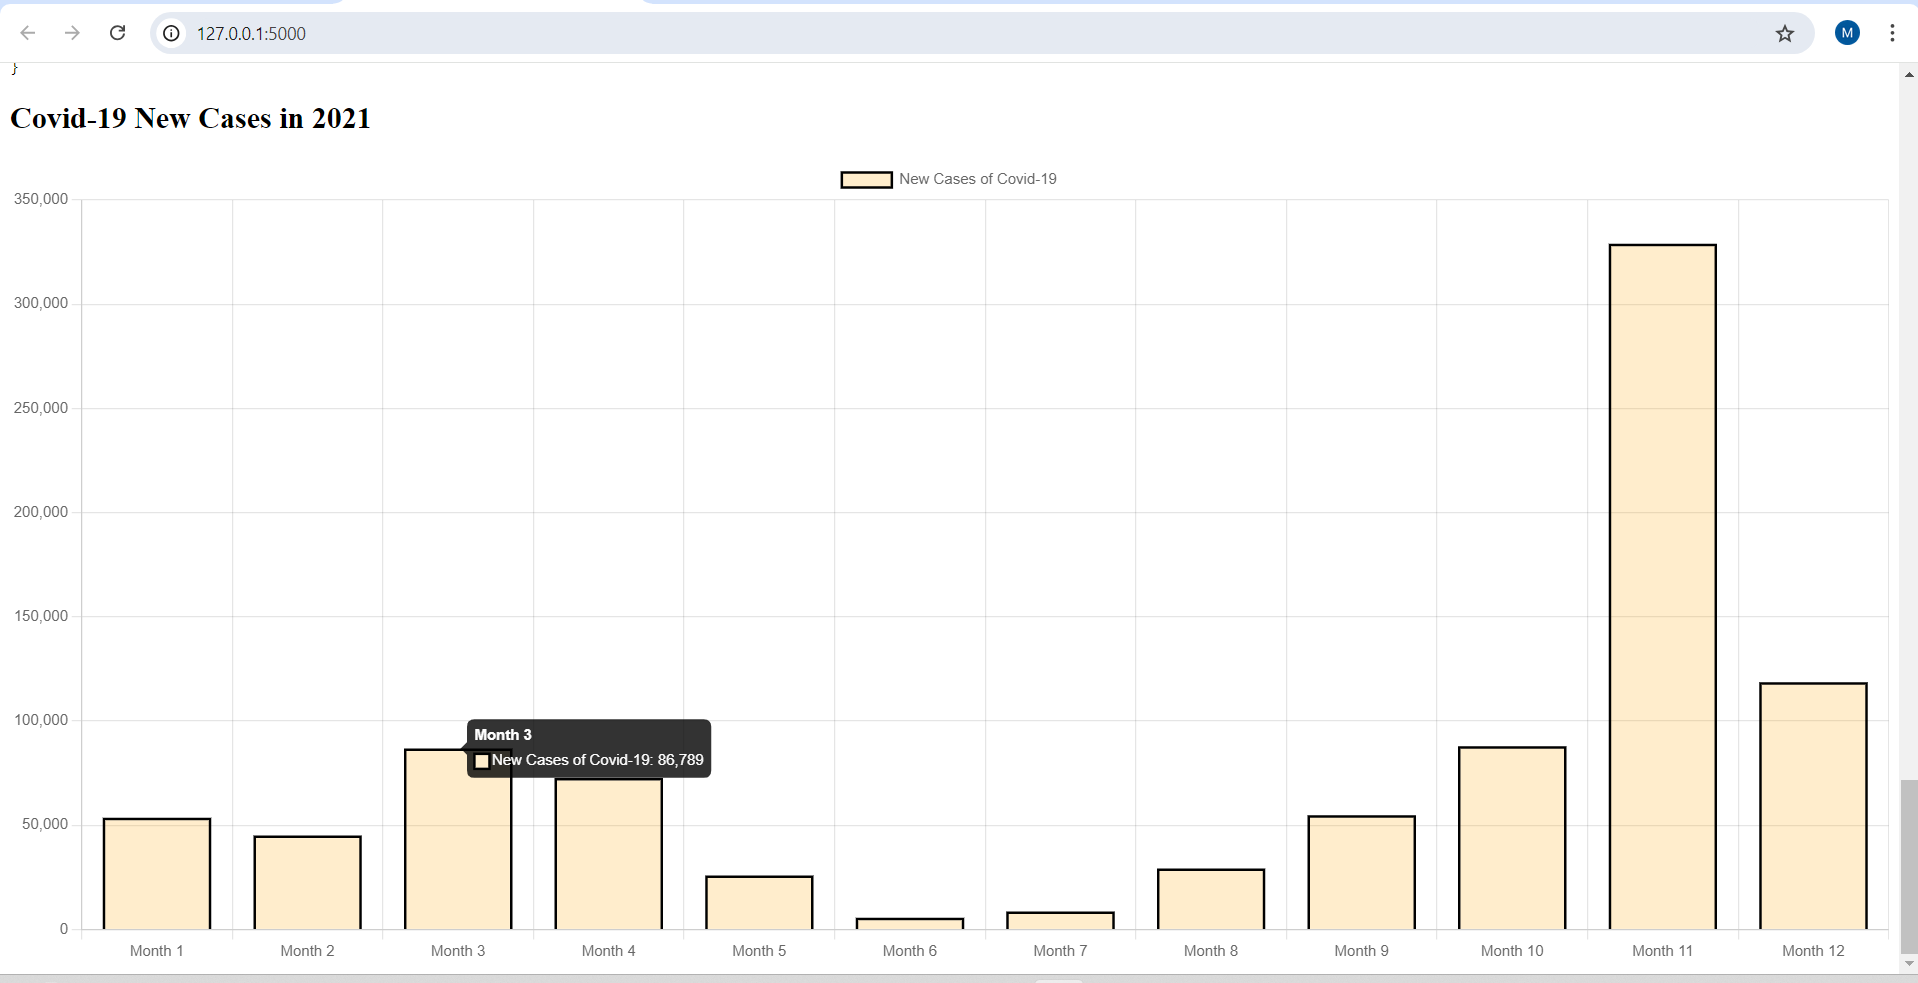 127.0.0.1:5000
M
}
Covid-19 New Cases in 2021
New Cases of Covid-19
350,000
300,000
250,000
200,000
150,000
100,000
50,000
0
Month 3
New Cases of Covid-19: 86,789
Month 1 Month 2 Month 3 Month 4 Month 5 Month 6 Month 7 Month 8 Month 9 Month 10 Month 11 Month 12